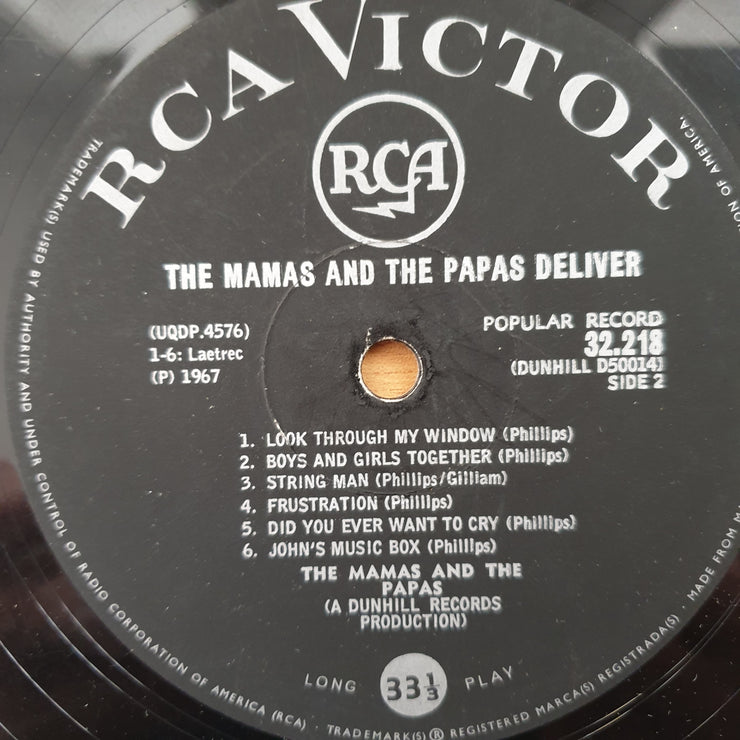 RCA VICTOR
RCA
THE MAMAS AND THE PAPAS DELIVER
(UQDP.4576)
1-6: Laetrec
(P) 1967
POPULAR RECORD
32.218
(DUNHILL D50014)
SIDE 2
1. LOOK THROUGH MY WINDOW (Phillips)
2. BOYS AND GIRLS TOGETHER (Phillips)
3. STRING MAN (Phillips/Gilliam)
4. FRUSTRATION (Phillips)
5. DID YOU EVER WANT TO CRY (Phillips)
6. JOHN'S MUSIC BOX (Phillips)
THE MAMAS AND THE
PAPAS
(A DUNHILL RECORDS
PRODUCTION)
LONG 33⅓ PLAY
TRADEMARK(S) USED BY AUTHORITY AND UNDER CONTROL OF RADIO CORPORATION OF AMERICA (RCA) . TRADEMARK(S) ® REGISTERED MARCA(S) REGISTRADA(S) . MADE FROM
OF AMERICA.